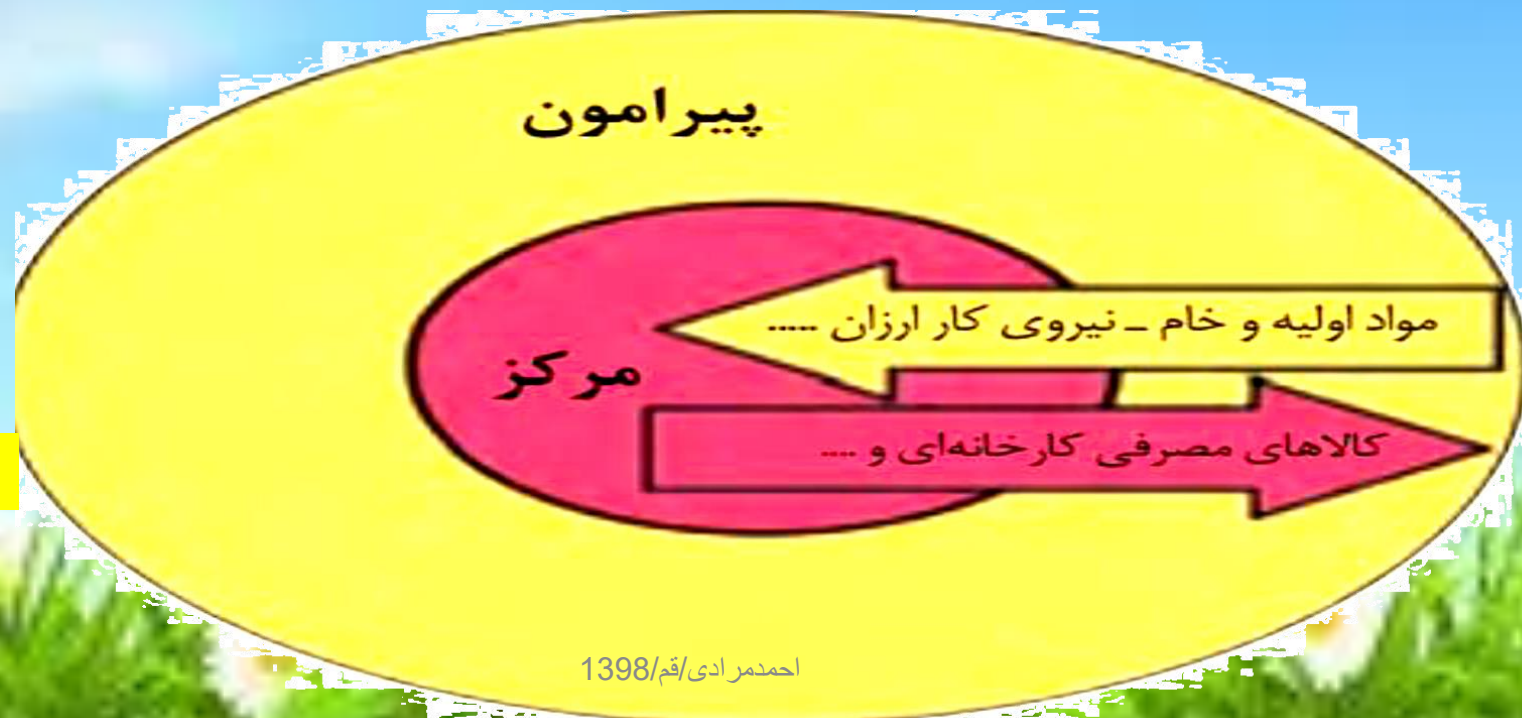 پیرامون
مواد اولیه و خام ـ نیروی کار ارزان .....
مرکز
کالاهای مصرفی کارخانه‌ای و ....
احمدمرادی/قم/1398